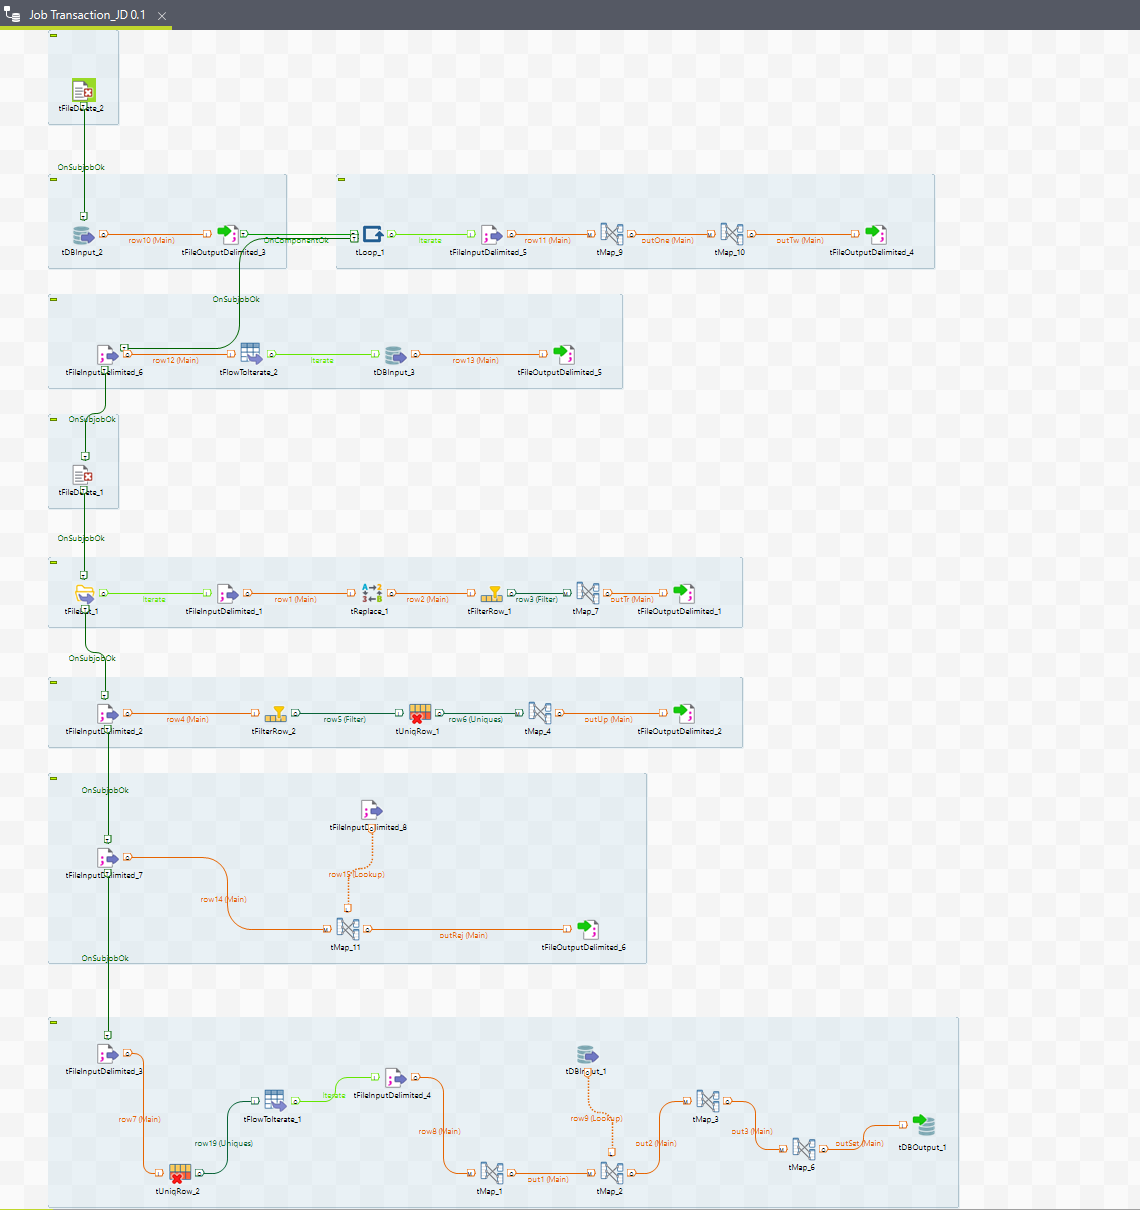 Job Transaction_JD 0.1
tFileDelete_2
OnSubjobOk
row10 (Main)
OnComponentOk
Iterate
row11 (Main)
outOne (Main)
outTw (Main)
tDBInput_2
tFileOutputDelimited_3
tLoop_1
tFileInputDelimited_5
tMap_9
tMap_10
tFileOutputDelimited_4
OnSubjobOk
row12 (Main)
Iterate
row13 (Main)
tFileInputDelimited_6
tFlowToIterate_2
tDBInput_3
tFileOutputDelimited_5
OnSubjobOk
tFileDelete_1
OnSubjobOk
Iterate
row1 (Main)
row2 (Main)
row3 (Filter)
outTr (Main)
tFileList_1
tFileInputDelimited_1
tReplace_1
tFilterRow_1
tMap_7
tFileOutputDelimited_1
OnSubjobOk
row4 (Main)
row5 (Filter)
row6 (Uniques)
outUp (Main)
tFileInputDelimited_2
tFilterRow_2
tUniqRow_1
tMap_4
tFileOutputDelimited_2
OnSubjobOk
tFileInputDelimited_8
tFileInputDelimited_7
(Lookup)
row14 (Main)
outRej (Main)
tMap_11
tFileOutputDelimited_6
OnSubjobOk
tFileInputDelimited_3
tDBInput_1
Iterate
tFileInputDelimited_4
row7 (Main)
tFlowToIterate_1
row9 (Lookup)
tMap_3
row8 (Main)
out3 (Main)
row19 (Uniques)
out2 (Main)
outSet (Main)
tDBOutput_1
tMap_6
out1 (Main)
tUniqRow_2
tMap_1
tMap_2